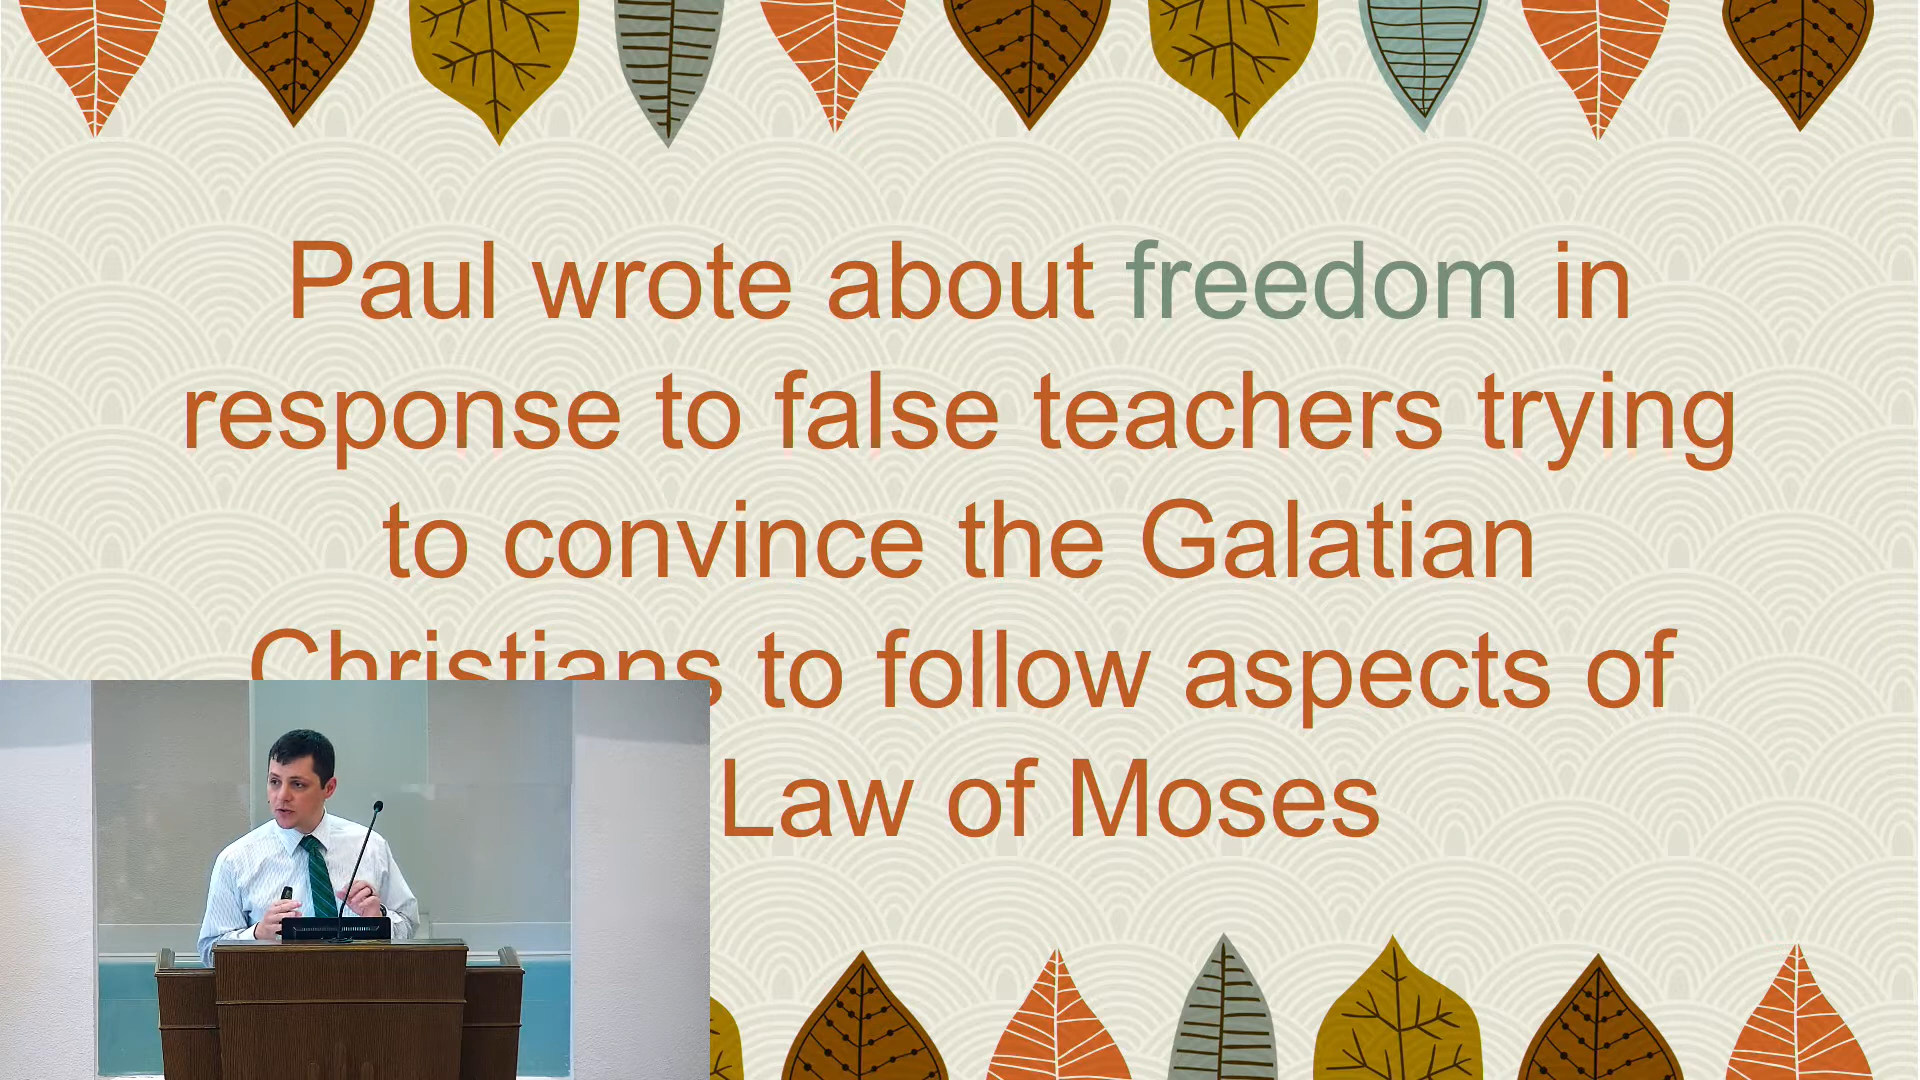 Paul wrote about freedom in
response to false teachers trying
to convince the Galatian
Christians to follow aspects of
Law of Moses